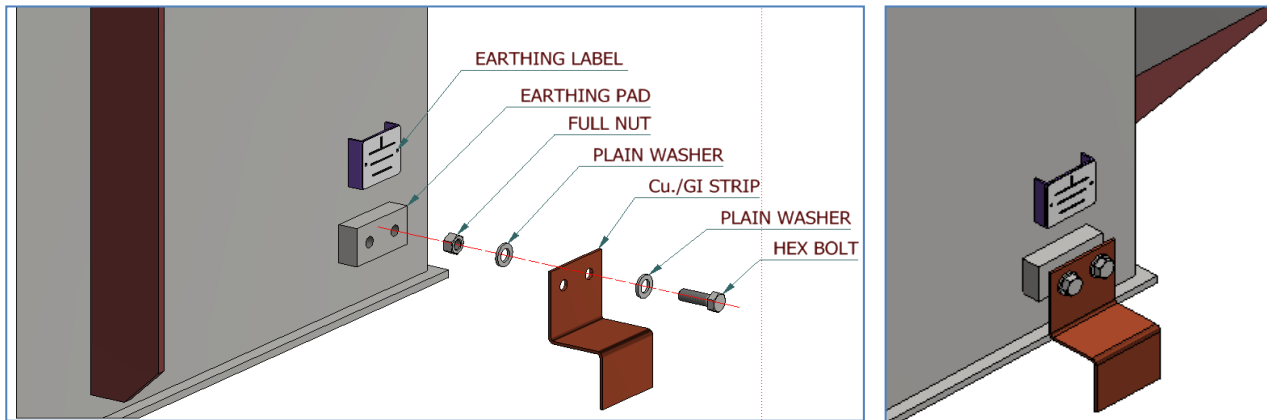 EARTHING LABEL
EARTHING PAD
FULL NUT
PLAIN WASHER
Cu./GI STRIP
PLAIN WASHER
HEX BOLT